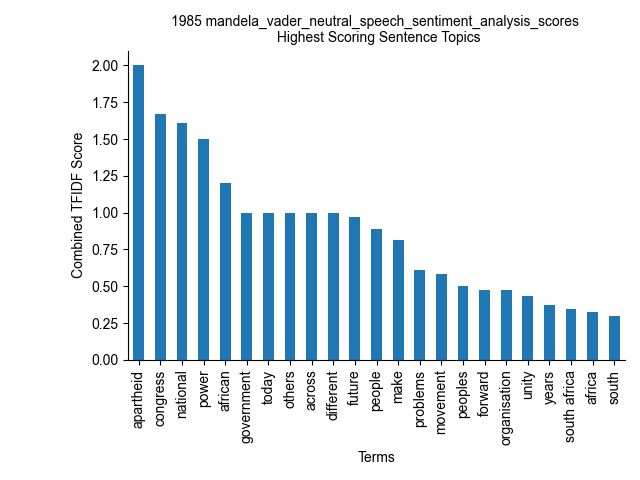 1985 mandela_vader_neutral_speech_sentiment_analysis_scores
Highest Scoring Sentence Topics
Combined TFIDF Score
2.00
1.75
1.50
1.25
1.00
0.75
0.50
0.25
0.00
apartheid
congress
national
power
african
government
today
others
across
different
future
people
make
problems
movement
peoples
forward
organisation
unity
years
south africa
africa
south
Terms